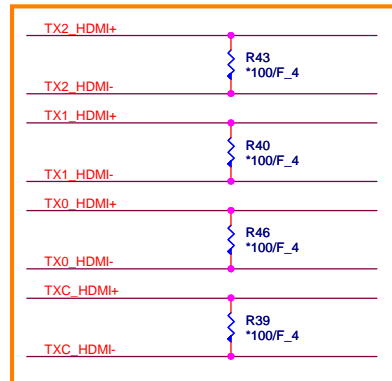 TX2_HDMI+
R43
*100/F_4
TX2_HDMI-
TX1_HDMI+
R40
*100/F_4
TX1_HDMI-
TX0_HDMI+
R46
*100/F_4
TX0_HDMI-
TXC_HDMI+
R39
*100/F_4
TXC_HDMI-